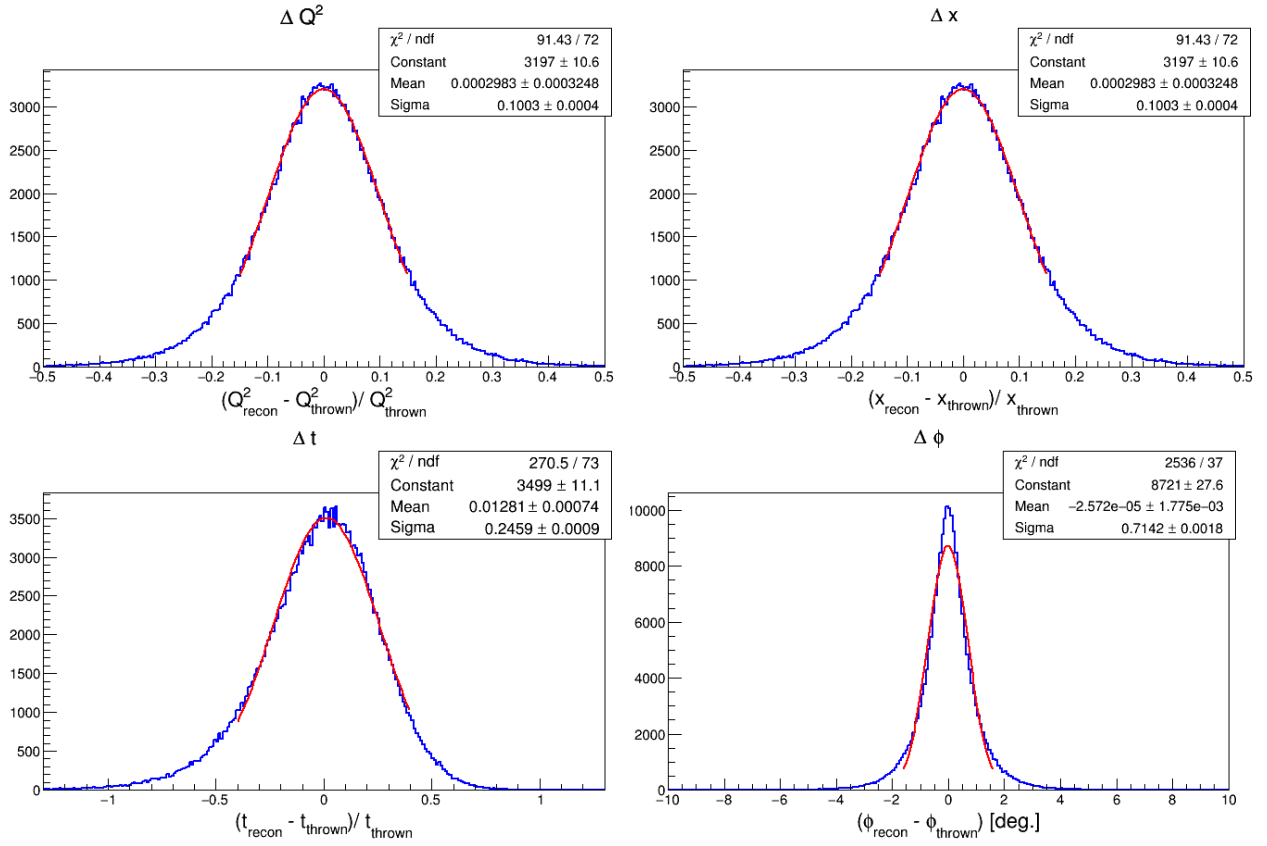 Δ Q²
χ² / ndf 91.43 / 72
Constant 3197 ± 10.6
Mean 0.0002983 ± 0.0003248
Sigma 0.1003 ± 0.0004
3000
2500
2000
1500
1000
500
0
−0.5 −0.4 −0.3 −0.2 −0.1 0 0.1 0.2 0.3 0.4 0.5
(Q²recon - Q²thrown)/ Q²thrown
Δ x
χ² / ndf 91.43 / 72
Constant 3197 ± 10.6
Mean 0.0002983 ± 0.0003248
Sigma 0.1003 ± 0.0004
3000
2500
2000
1500
1000
500
0
−0.5 −0.4 −0.3 −0.2 −0.1 0 0.1 0.2 0.3 0.4 0.5
(xrecon - xthrown)/ xthrown
Δ t
χ² / ndf 270.5 / 73
Constant 3499 ± 11.1
Mean 0.01281 ± 0.00074
Sigma 0.2459 ± 0.0009
3500
3000
2500
2000
1500
1000
500
0
−1 −0.5 0 0.5 1
(trecon - tthrown)/ tthrown
Δ ϕ
χ² / ndf 2536 / 37
Constant 8721 ± 27.6
Mean −2.572e−05 ± 1.775e−03
Sigma 0.7142 ± 0.0018
10000
8000
6000
4000
2000
0
−10 −8 −6 −4 −2 0 2 4 6 8 10
(ϕrecon - ϕthrown) [deg.]